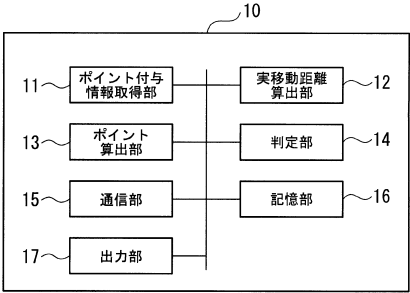 10
11
ポイント付与
情報取得部
実移動距離
算出部
12
13
ポイント
算出部
判定部
14
15
通信部
記憶部
16
17
出力部